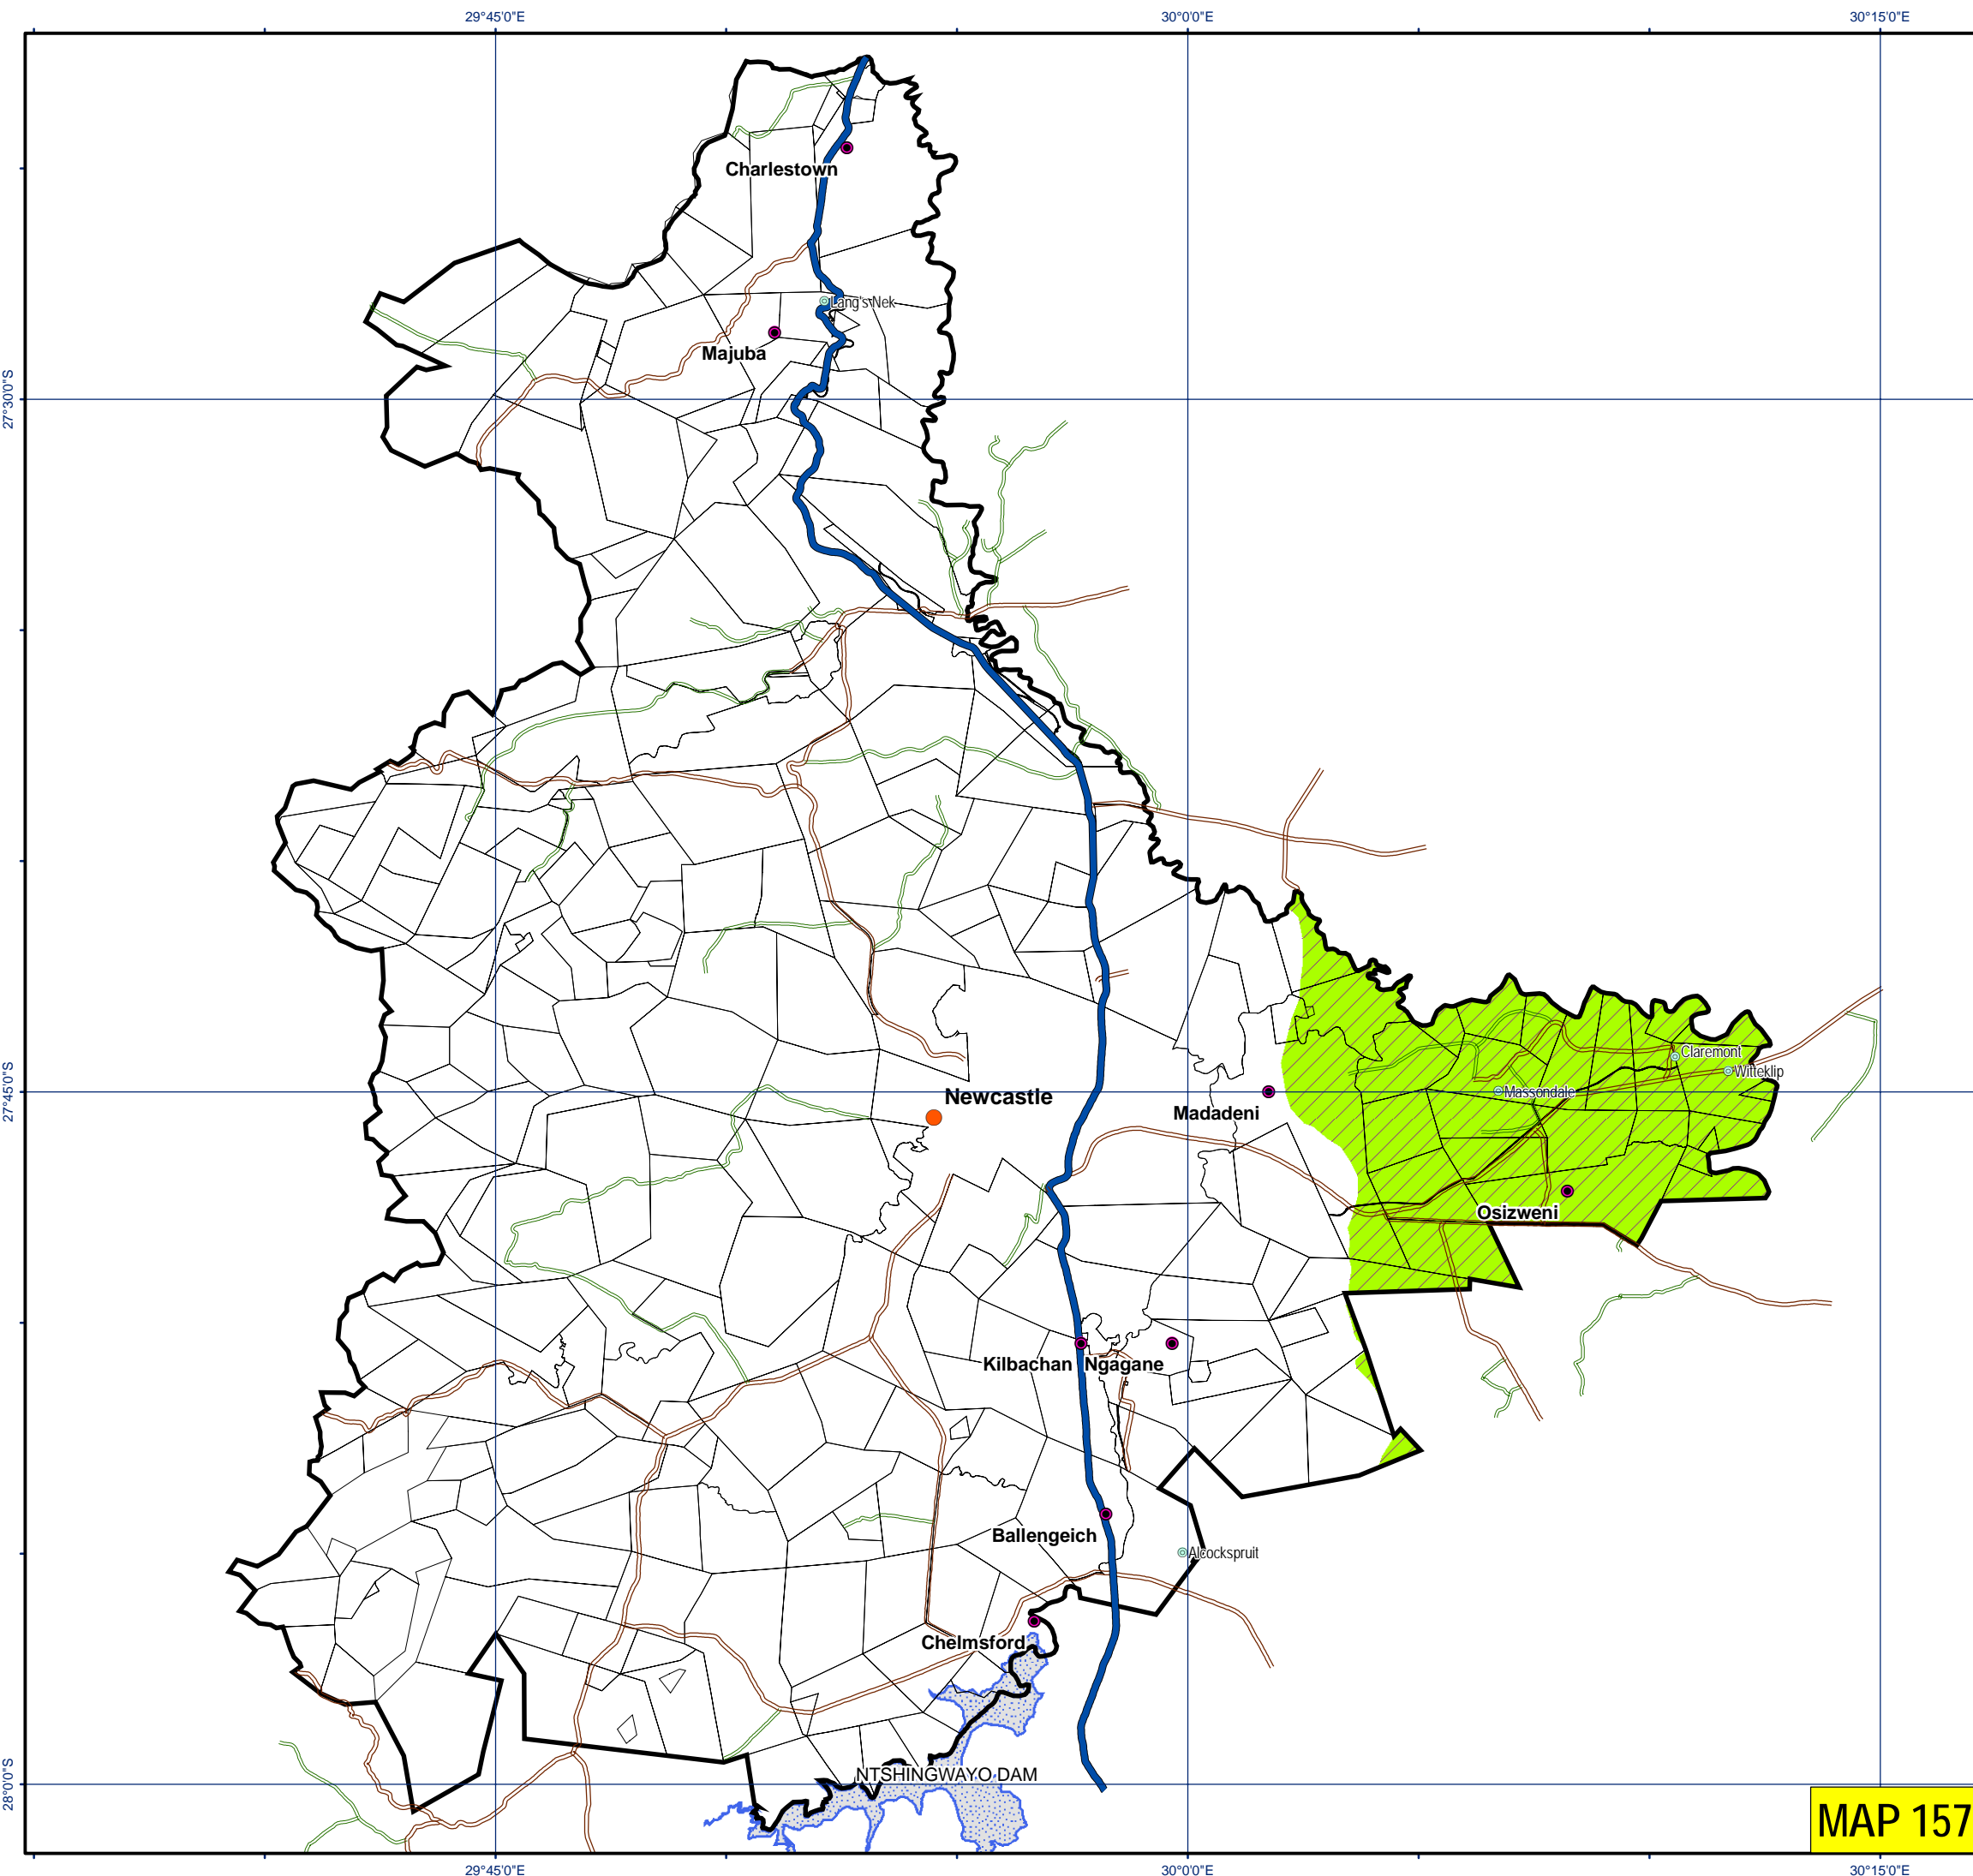 29°45'0"E 30°0'0"E 30°15'0"E
Charlestown
Lang's Nek
Majuba
27°30'0"S
Claremont
Witteklip
27°45'0"S
Massondale
Newcastle
Madadeni
Osizweni
Kilbachan Ngagane
Ballengeich
Alcockspruit
Chelmsford
NTSHINGWAYO DAM
28°0'0"S
MAP 157
29°45'0"E 30°0'0"E 30°15'0"E